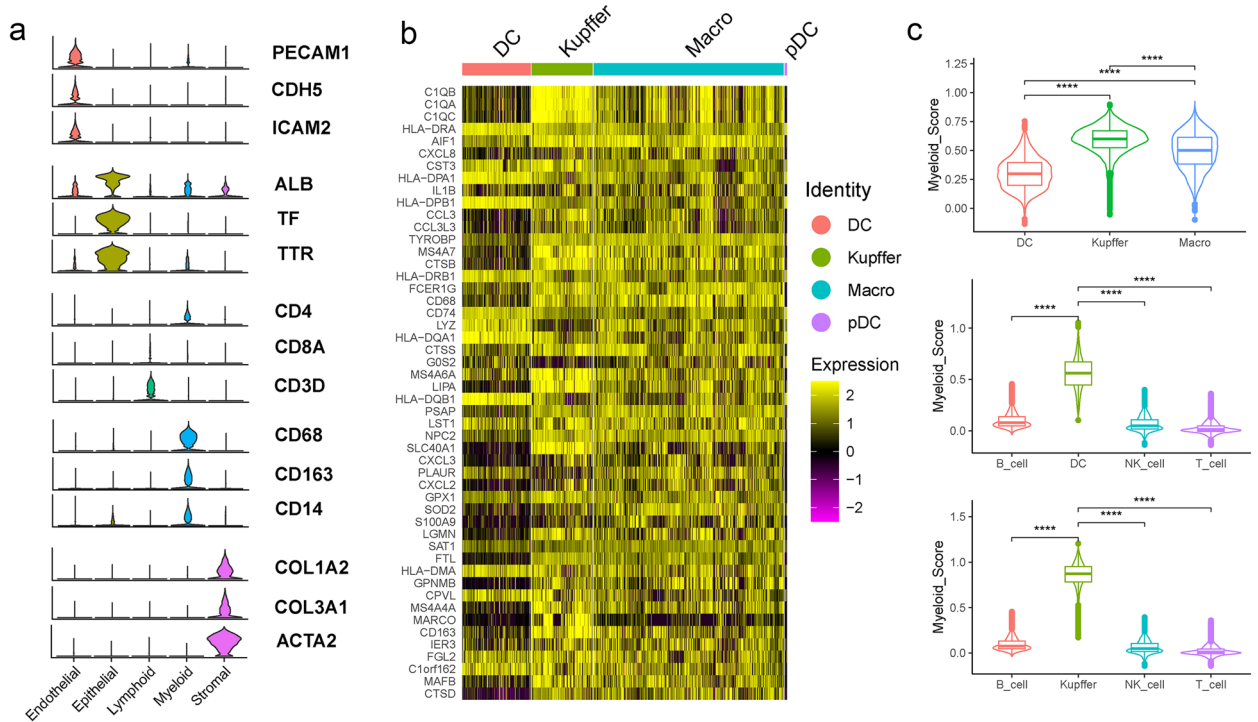 a
PECAM1
CDH5
ICAM2
ALB
TF
TTR
CD4
CD8A
CD3D
CD68
CD163
CD14
COL1A2
COL3A1
ACTA2
Endothelial
Epithelial
Lymphoid
Myeloid
Stromal
b
DC
Kupffer
Macro
pDC
C1QB
C1QA
C1QC
HLA-DRA
AIF1
CXCL8
CST3
HLA-DPA1
IL1B
HLA-DPB1
CCL3
CCL3L3
TYROBP
MS4A7
CTSB
HLA-DRB1
FCER1G
CD68
CD74
LYZ
HLA-DQA1
CTSS
G0S2
MS4A6A
LIPA
HLA-DQB1
PSAP
LST1
NPC2
SLC40A1
CXCL3
PLAUR
CXCL2
GPX1
SOD2
S100A9
LGMN
SAT1
FTL
HLA-DMA
GPNMB
CPVL
MS4A4A
MARCO
CD163
IER3
FGL2
C1orf162
MAFB
CTSD
Identity
DC
Kupffer
Macro
pDC
Expression
2
1
0
-1
-2
c
Myeloid_Score
1.25
1.00
0.75
0.50
0.25
0.00
****
****
****
DC
Kupffer
Macro
Myeloid_Score
1.0
0.5
0.0
****
****
****
B_cell
DC
NK_cell
T_cell
Myeloid_Score
1.5
1.0
0.5
0.0
****
****
****
B_cell
Kupffer
NK_cell
T_cell